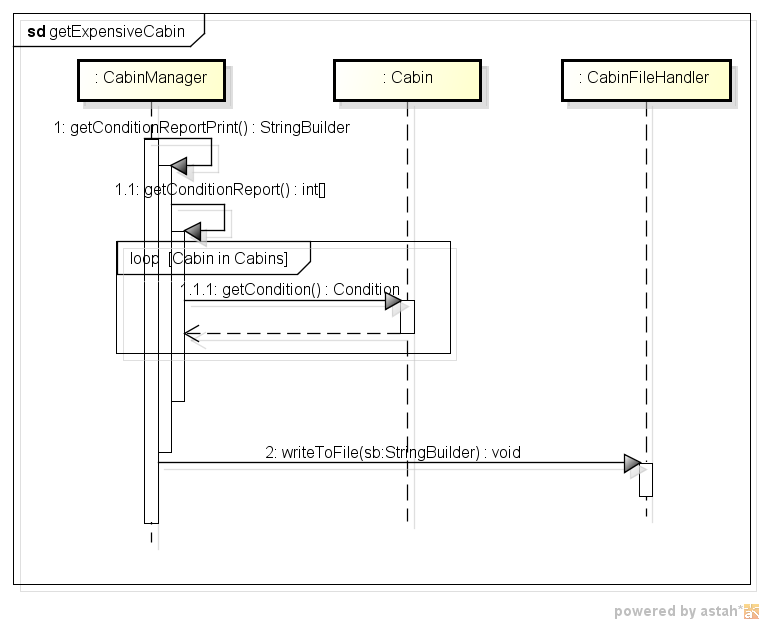 sd getExpensiveCabin
: CabinManager
: Cabin
: CabinFileHandler
1: getConditionReportPrint() : StringBuilder
1.1: getConditionReport() : int[]
loop [Cabin in Cabins]
1.1.1: getCondition() : Condition
2: writeToFile(sb:StringBuilder) : void
powered by astah*